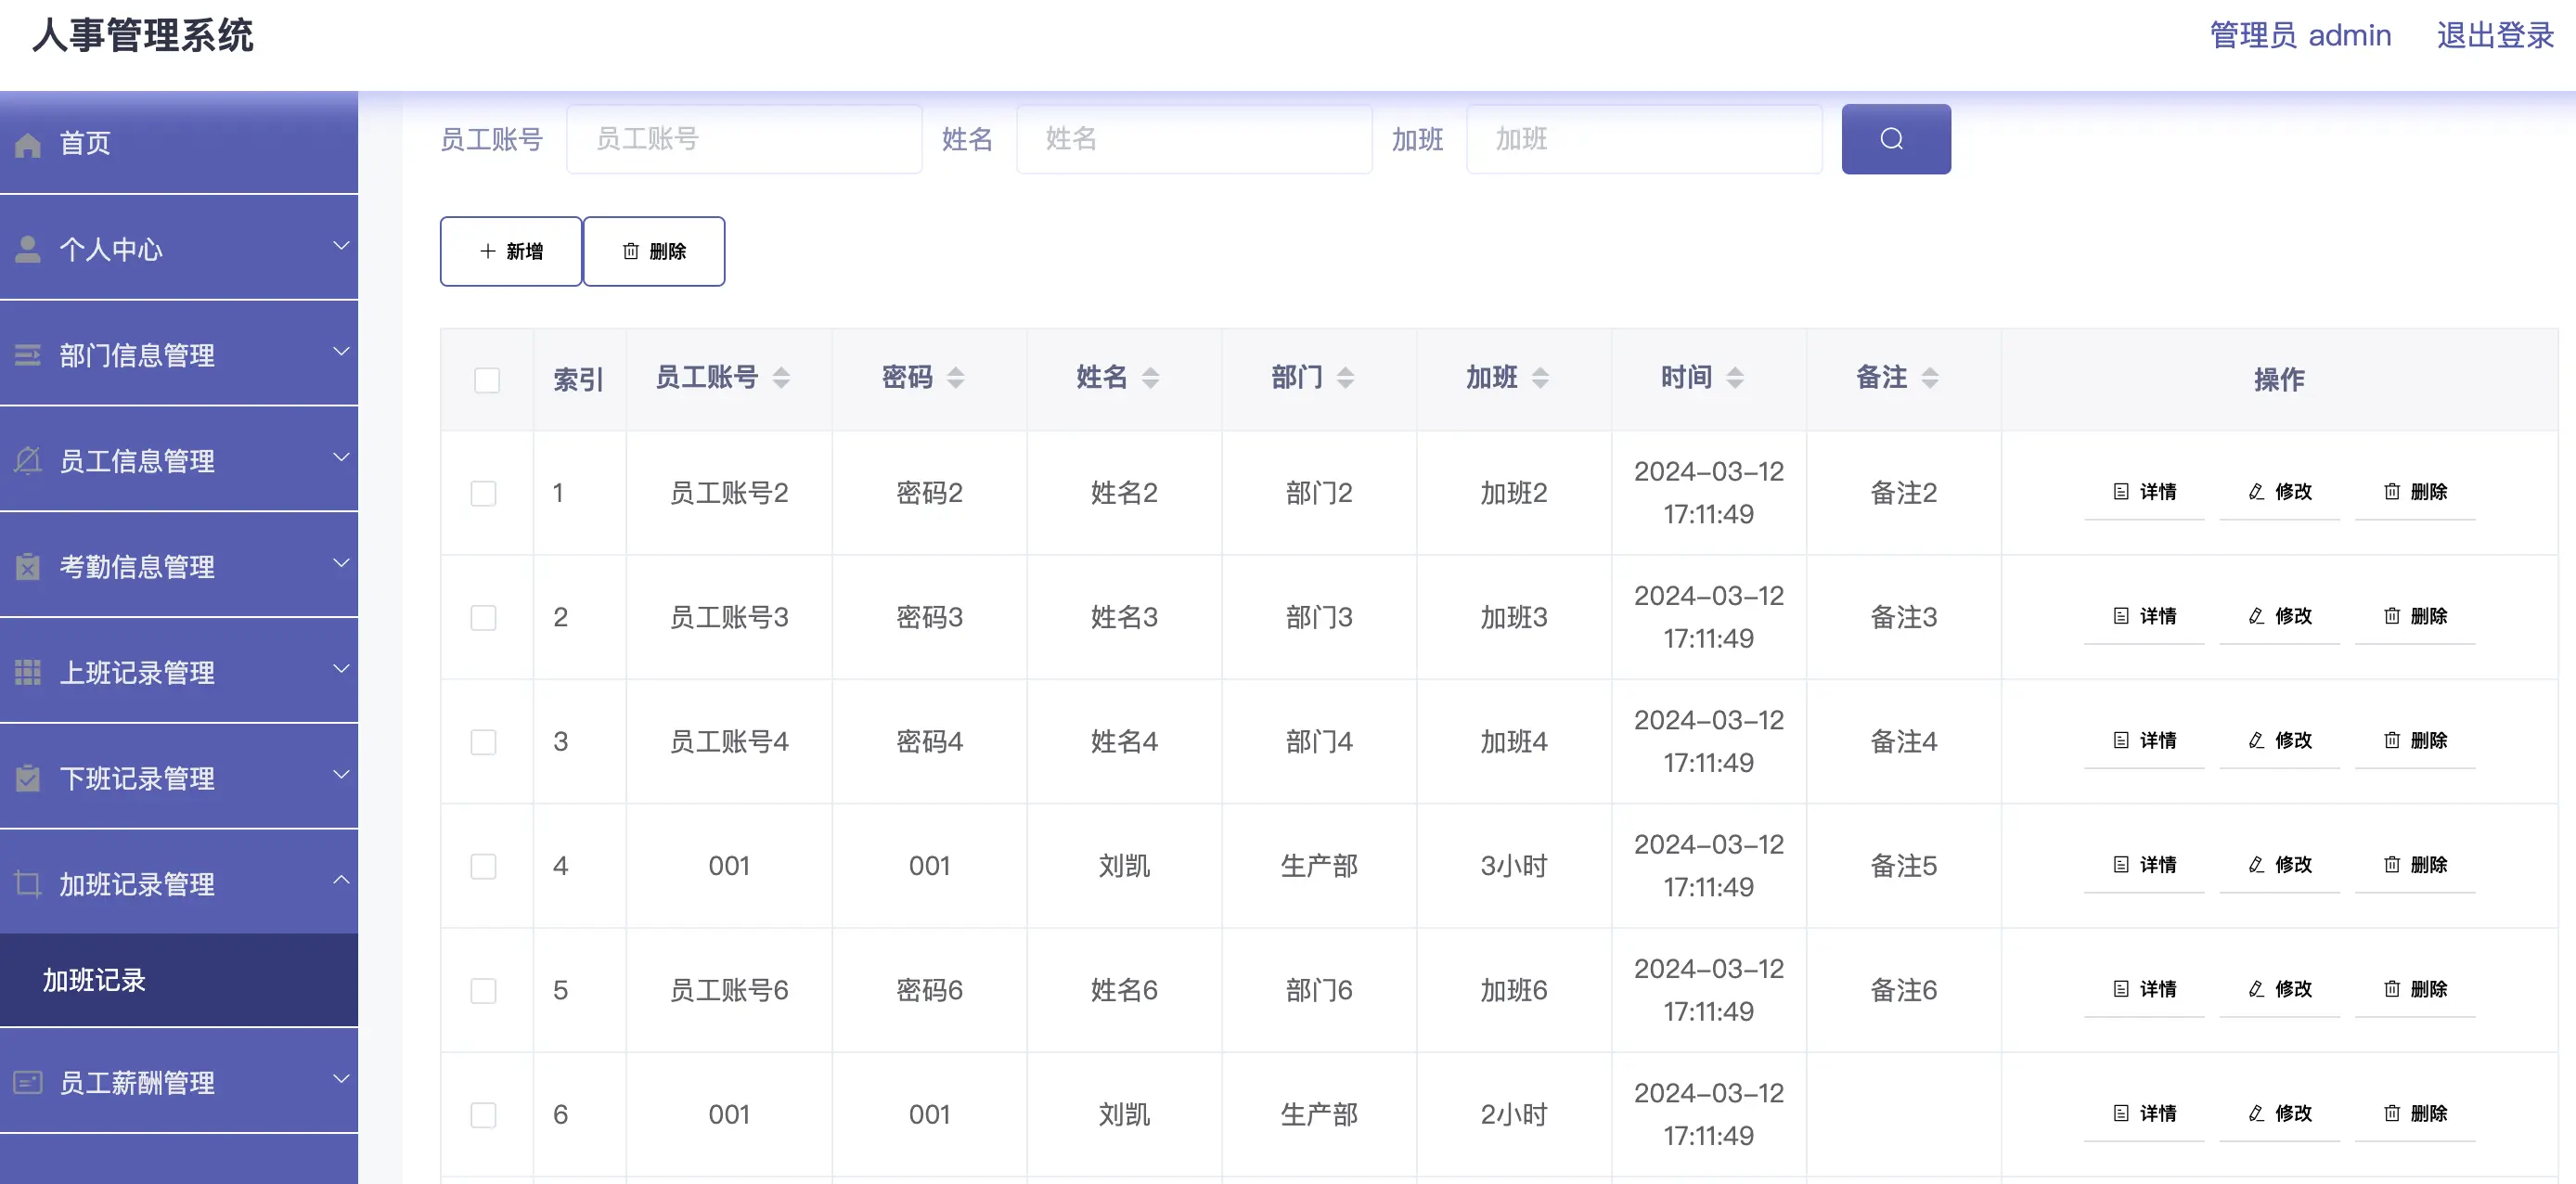 人事管理系统
管理员 admin 退出登录
首页
个人中心
部门信息管理
员工信息管理
考勤信息管理
上班记录管理
下班记录管理
加班记录管理
加班记录
员工薪酬管理
员工账号 员工账号 姓名 姓名 加班 加班
新增 删除
索引 员工账号 密码 姓名 部门 加班 时间 备注 操作
1 员工账号2 密码2 姓名2 部门2 加班2 2024-03-12 17:11:49 备注2 详情 修改 删除
2 员工账号3 密码3 姓名3 部门3 加班3 2024-03-12 17:11:49 备注3 详情 修改 删除
3 员工账号4 密码4 姓名4 部门4 加班4 2024-03-12 17:11:49 备注4 详情 修改 删除
4 001 001 刘凯 生产部 3小时 2024-03-12 17:11:49 备注5 详情 修改 删除
5 员工账号6 密码6 姓名6 部门6 加班6 2024-03-12 17:11:49 备注6 详情 修改 删除
6 001 001 刘凯 生产部 2小时 2024-03-12 17:11:49 详情 修改 删除